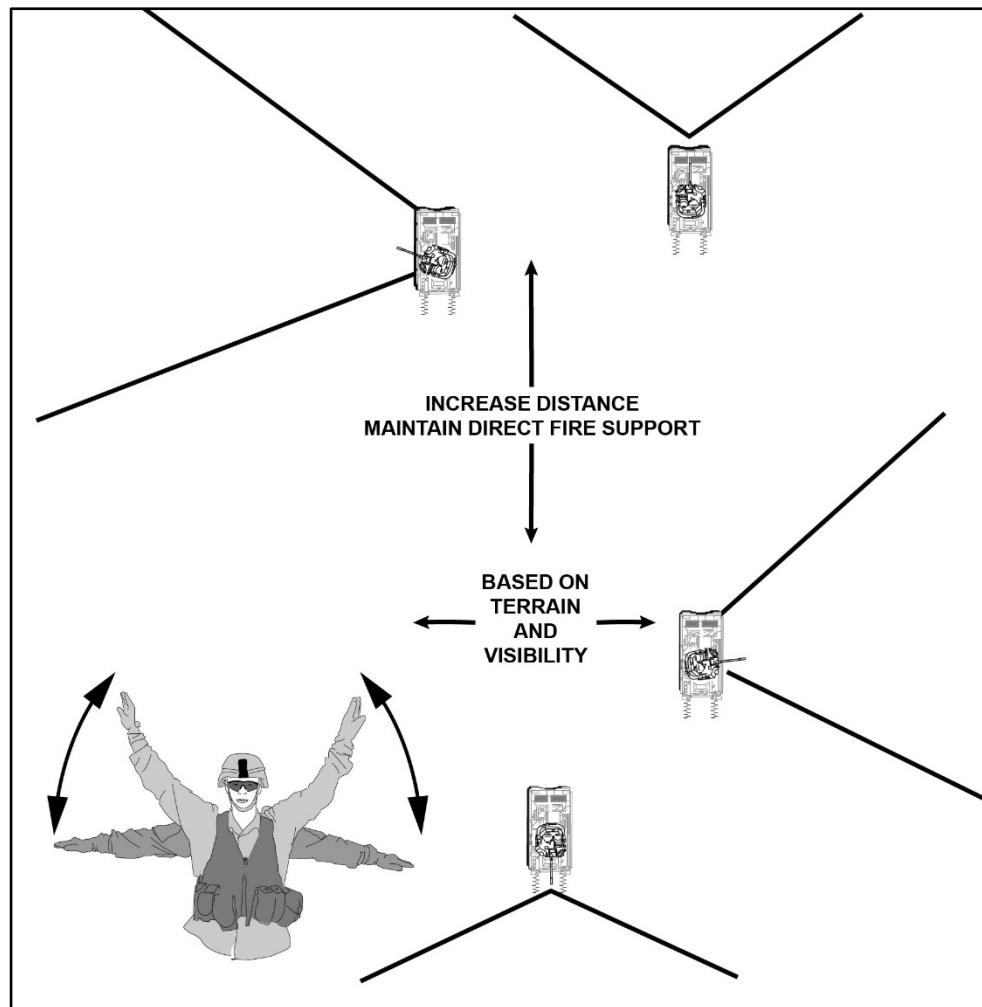 INCREASE DISTANCE
MAINTAIN DIRECT FIRE SUPPORT
BASED ON
TERRAIN
AND
VISIBILITY